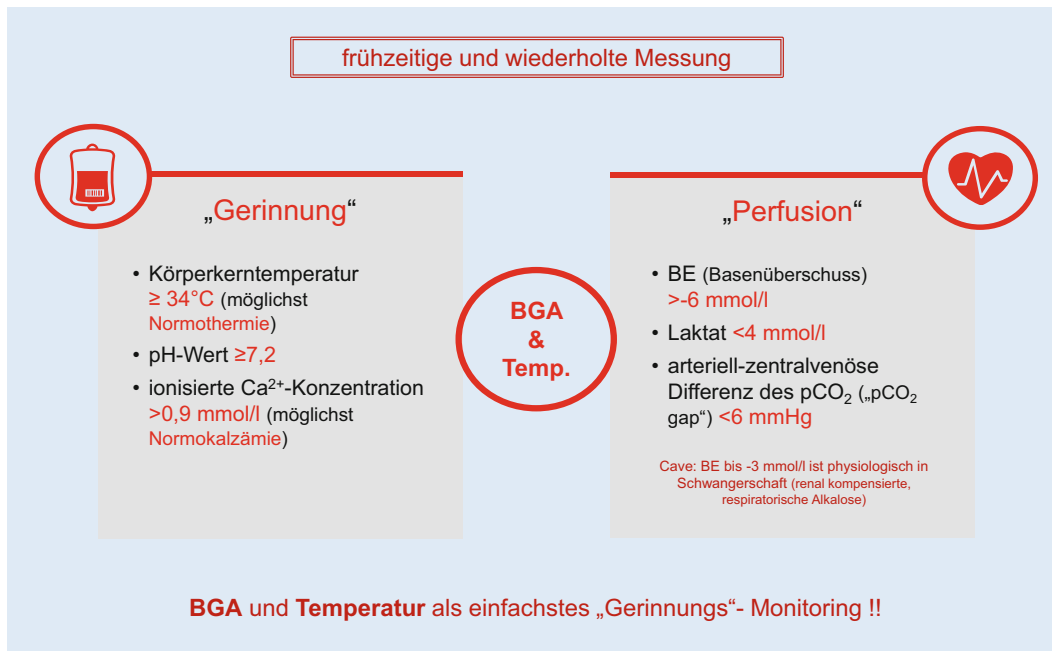 frühzeitige und wiederholte Messung
„Gerinnung“
• Körperkerntemperatur
≥ 34°C (möglichst
Normothermie)
• pH-Wert ≥7,2
• ionisierte Ca²⁺-Konzentration
>0,9 mmol/l (möglichst
Normokalzämie)
BGA
&
Temp.
„Perfusion“
• BE (Basenüberschuss)
>-6 mmol/l
• Laktat <4 mmol/l
• arteriell-zentralvenöse
Differenz des pCO₂ („pCO₂
gap“) <6 mmHg
Cave: BE bis -3 mmol/l ist physiologisch in
Schwangerschaft (renal kompensierte,
respiratorische Alkalose)
BGA und Temperatur als einfachstes „Gerinnungs“- Monitoring !!